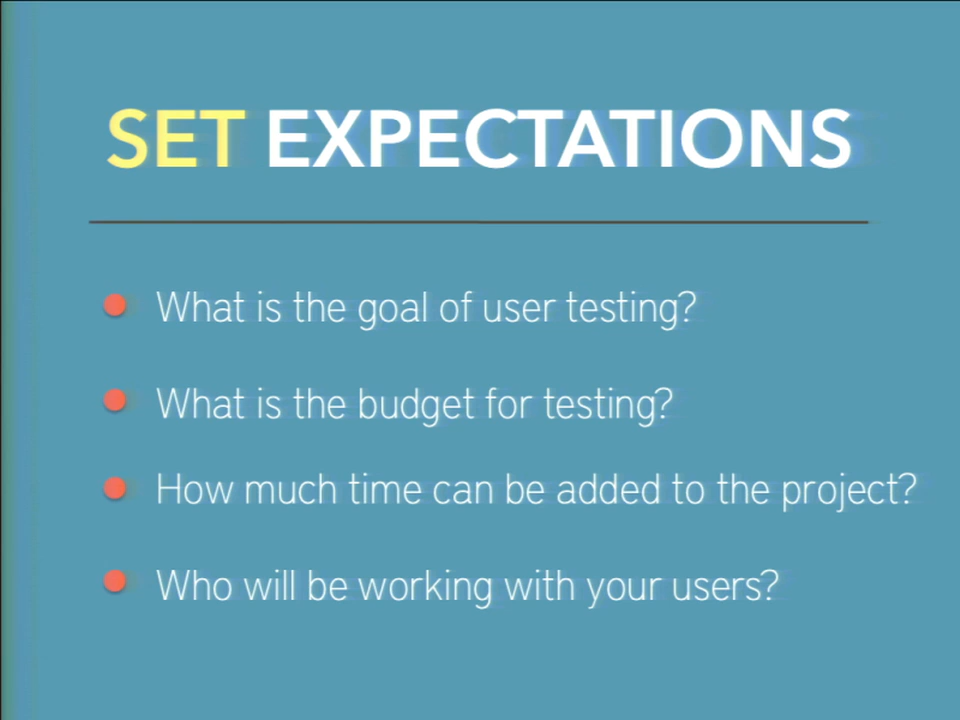 SET EXPECTATIONS
What is the goal of user testing?
What is the budget for testing?
How much time can be added to the project?
Who will be working with your users?